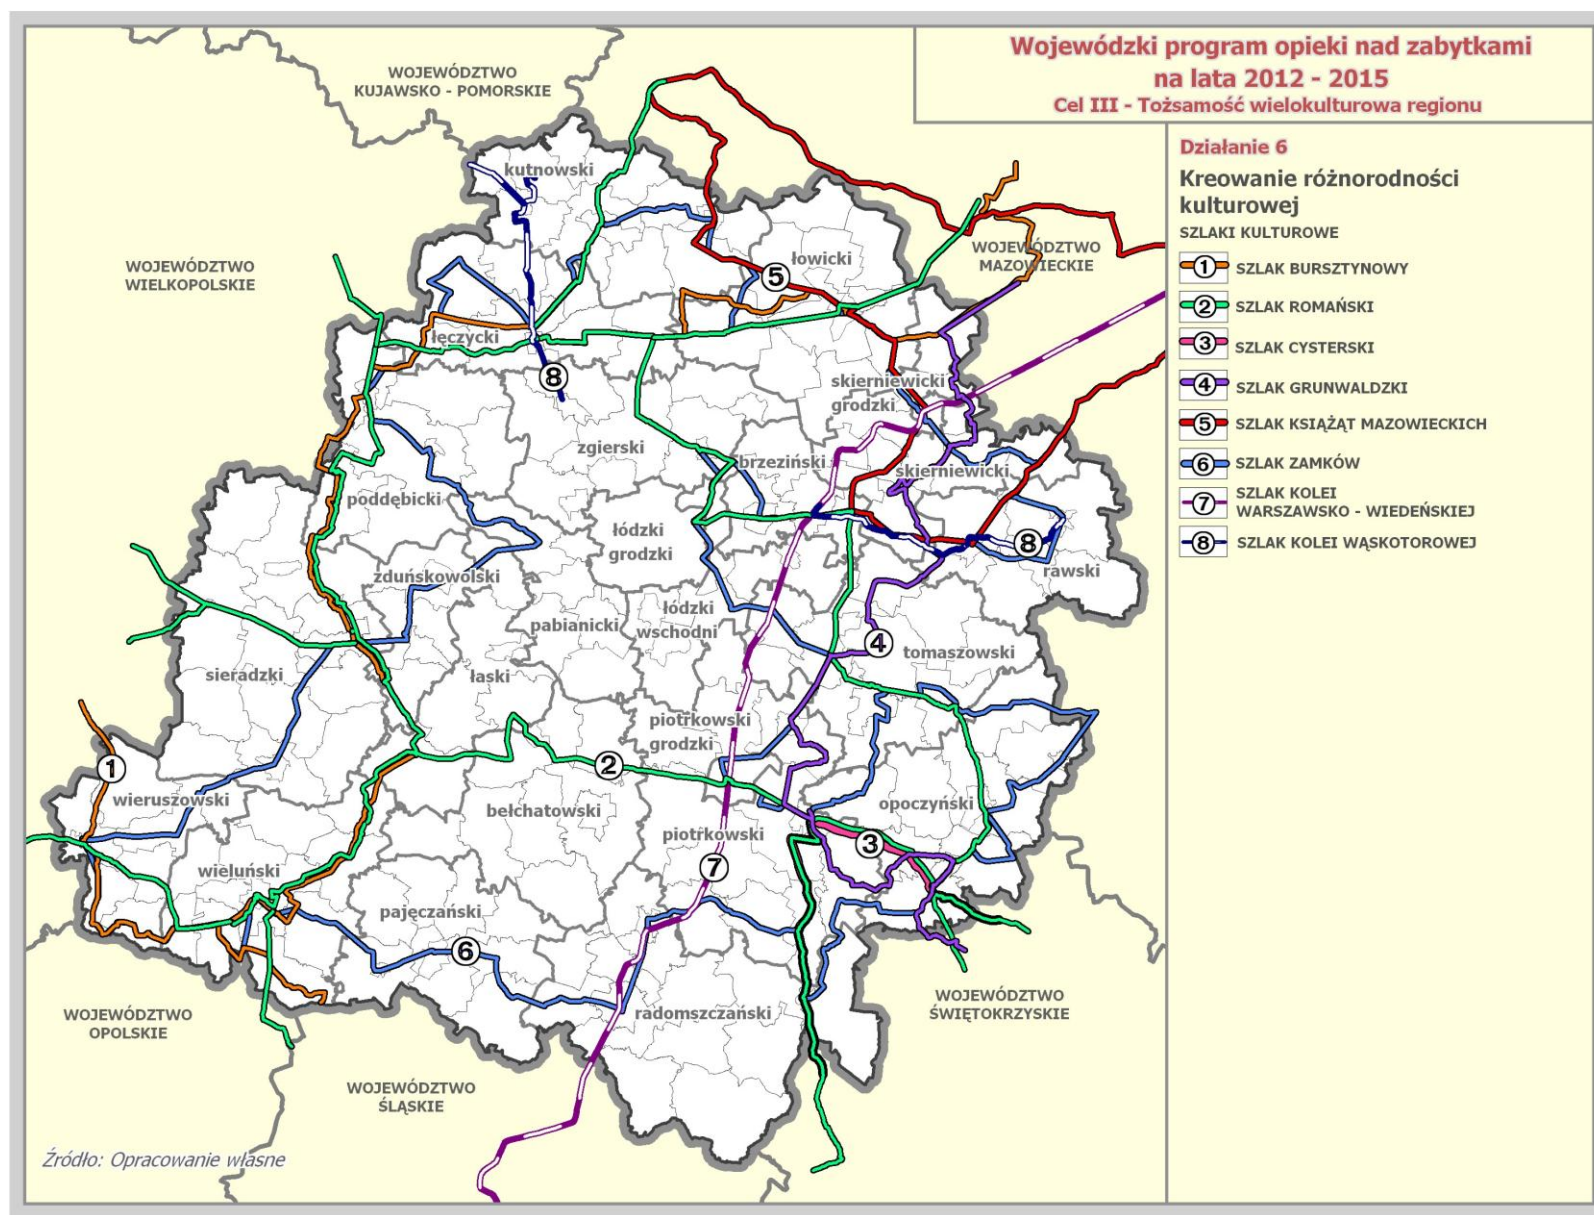 Wojewódzki program opieki nad zabytkami
na lata 2012 - 2015
Cel III - Tożsamość wielokulturowa regionu
Działanie 6
Kreowanie różnorodności
kulturowej
SZLAKI KULTUROWE
1 SZLAK BURSZTYNOWY
2 SZLAK ROMAŃSKI
3 SZLAK CYSTERSKI
4 SZLAK GRUNWALDZKI
5 SZLAK KSIĄŻĄT MAZOWIECKICH
6 SZLAK ZAMKÓW
7 SZLAK KOLEI
WARSZAWSKO - WIEDEŃSKIEJ
8 SZLAK KOLEI WĄSKOTOROWEJ
WOJEWÓDZTWO
KUJAWSKO - POMORSKIE
kutnowski
WOJEWÓDZTWO
MAZOWIECKIE
WOJEWÓDZTWO
WIELKOPOLSKIE
łowicki
5
łęczycki
8
skierniewicki
grodzki
zgierski
brzeziński
skierniewicki
poddębicki
łódzki
grodzki
8
rawski
zduńskowolski
pabianicki
łódzki
wschodni
4
tomaszowski
sieradzki
łaski
piotrkowski
grodzki
1
2
wieruszowski
bełchatowski
opoczyński
piotrkowski
3
7
wieluński
pajęczański
6
radomszczański
WOJEWÓDZTWO
ŚWIĘTOKRZYSKIE
WOJEWÓDZTWO
OPOLSKIE
WOJEWÓDZTWO
ŚLĄSKIE
Źródło: Opracowanie własne